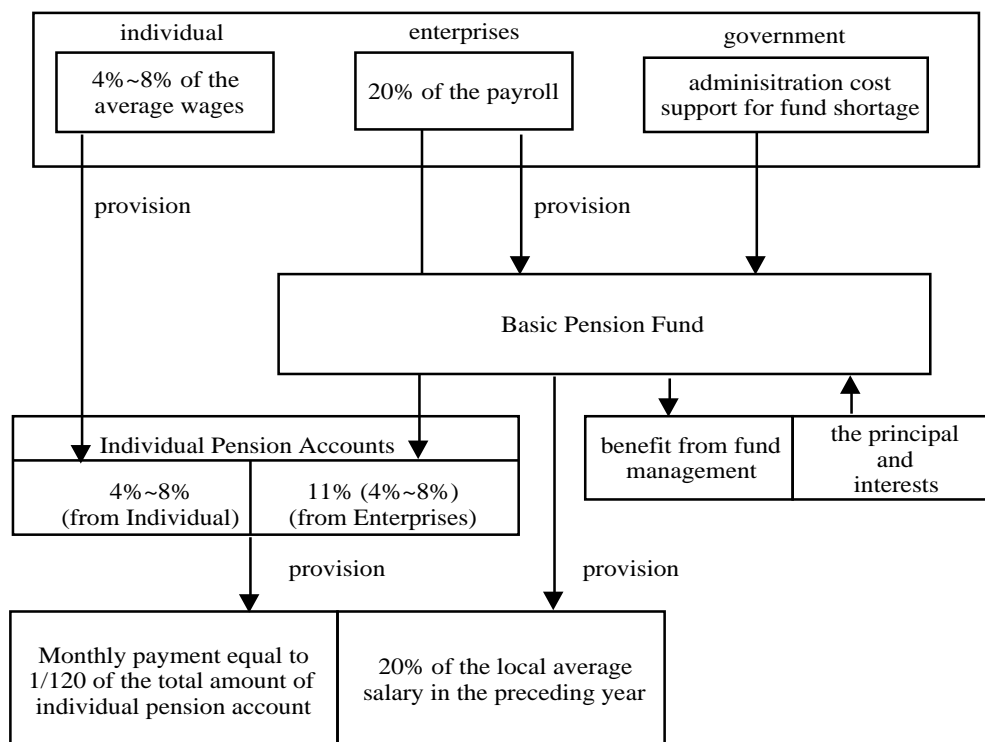 individual
enterprises
government
4%~8% of the
average wages
20% of the payroll
adminisitration cost
support for fund shortage
provision
provision
Basic Pension Fund
Individual Pension Accounts
4%~8%
(from Individual)
11% (4%~8%)
(from Enterprises)
benefit from fund
management
the principal
and
interests
provision
provision
Monthly payment equal to
1/120 of the total amount of
individual pension account
20% of the local average
salary in the preceding year